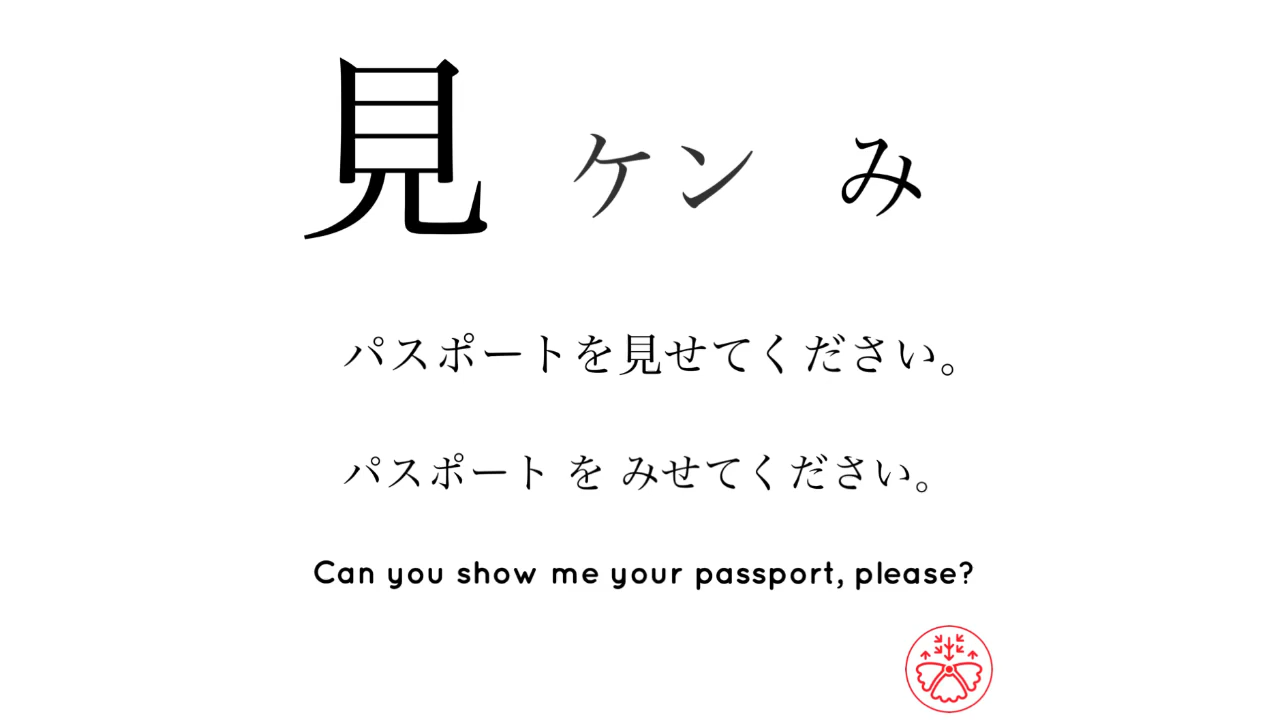 見 ケン み
パスポートを見せてください。
パスポート を みせてください。
Can you show me your passport, please?